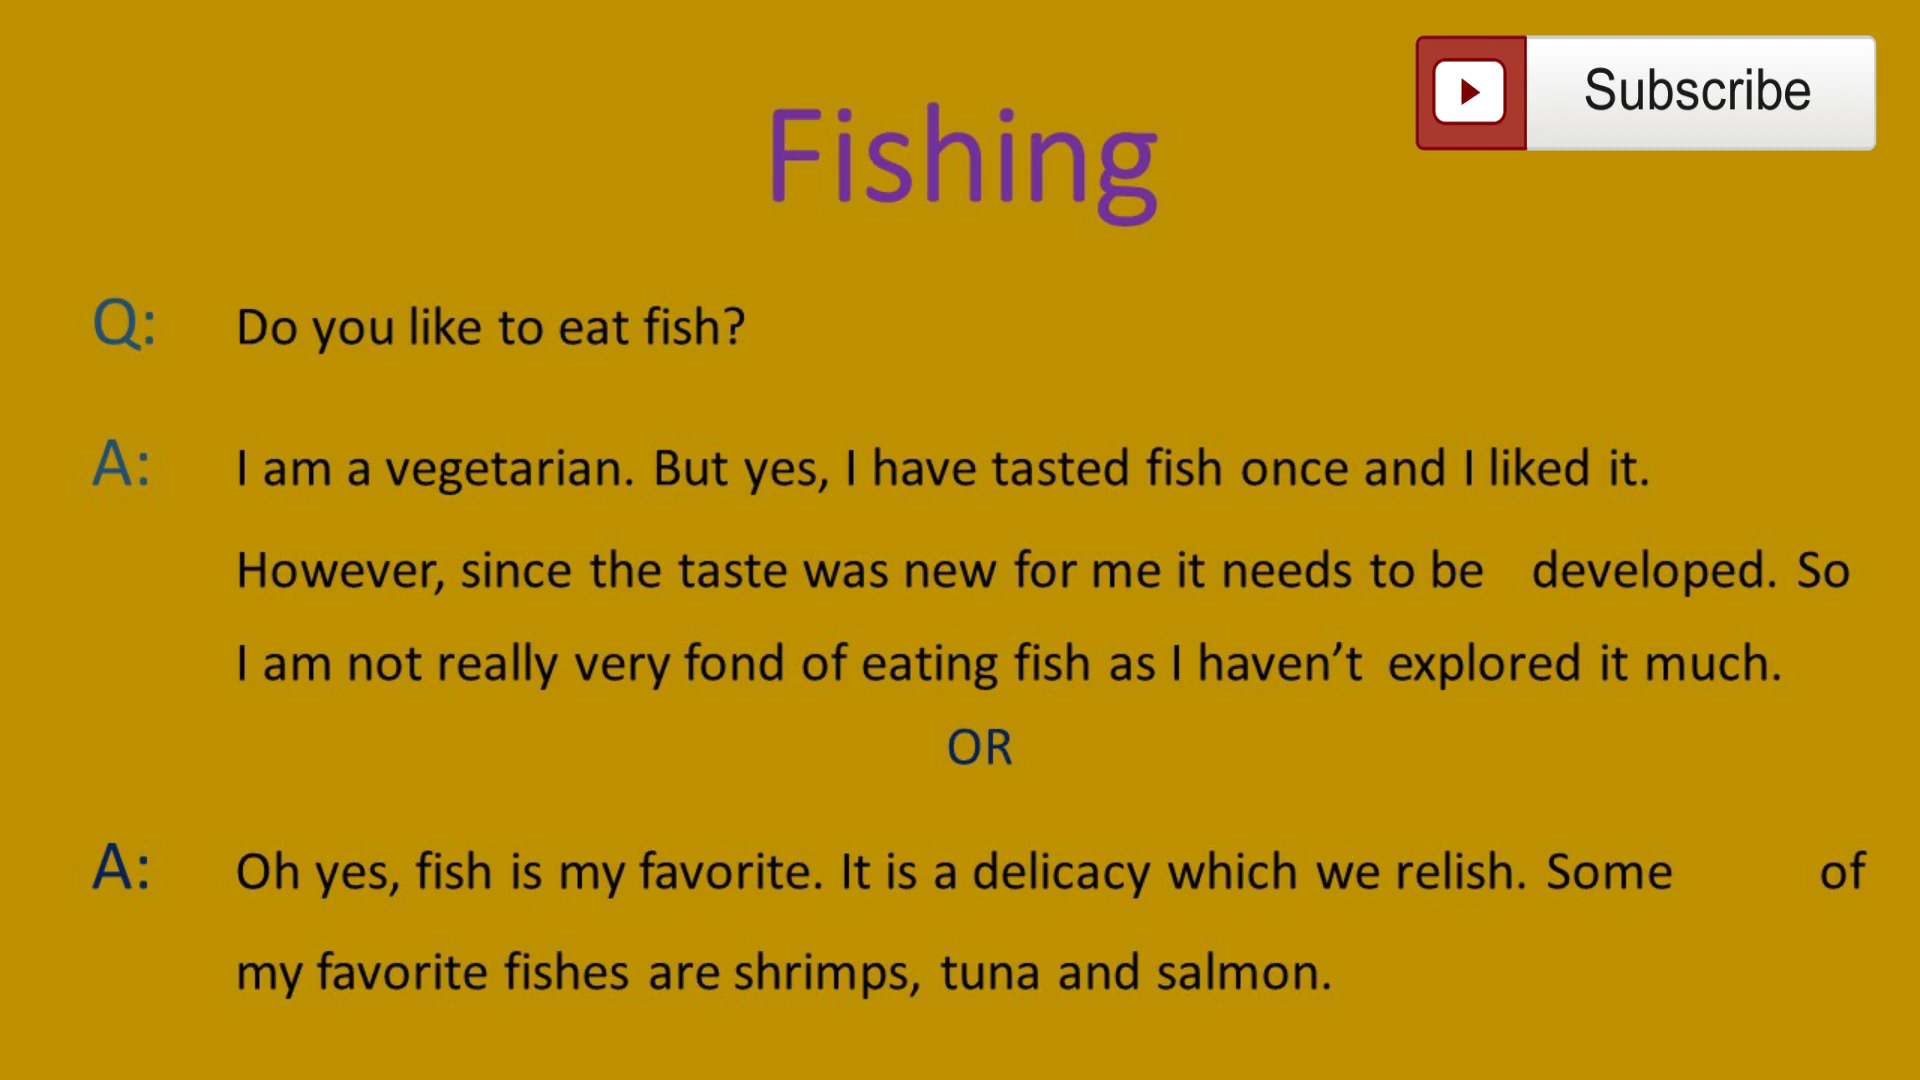 Subscribe
Fishing
Q: Do you like to eat fish?
A: I am a vegetarian. But yes, I have tasted fish once and I liked it.
However, since the taste was new for me it needs to be developed. So
I am not really very fond of eating fish as I haven’t explored it much.
OR
A: Oh yes, fish is my favorite. It is a delicacy which we relish. Some of
my favorite fishes are shrimps, tuna and salmon.